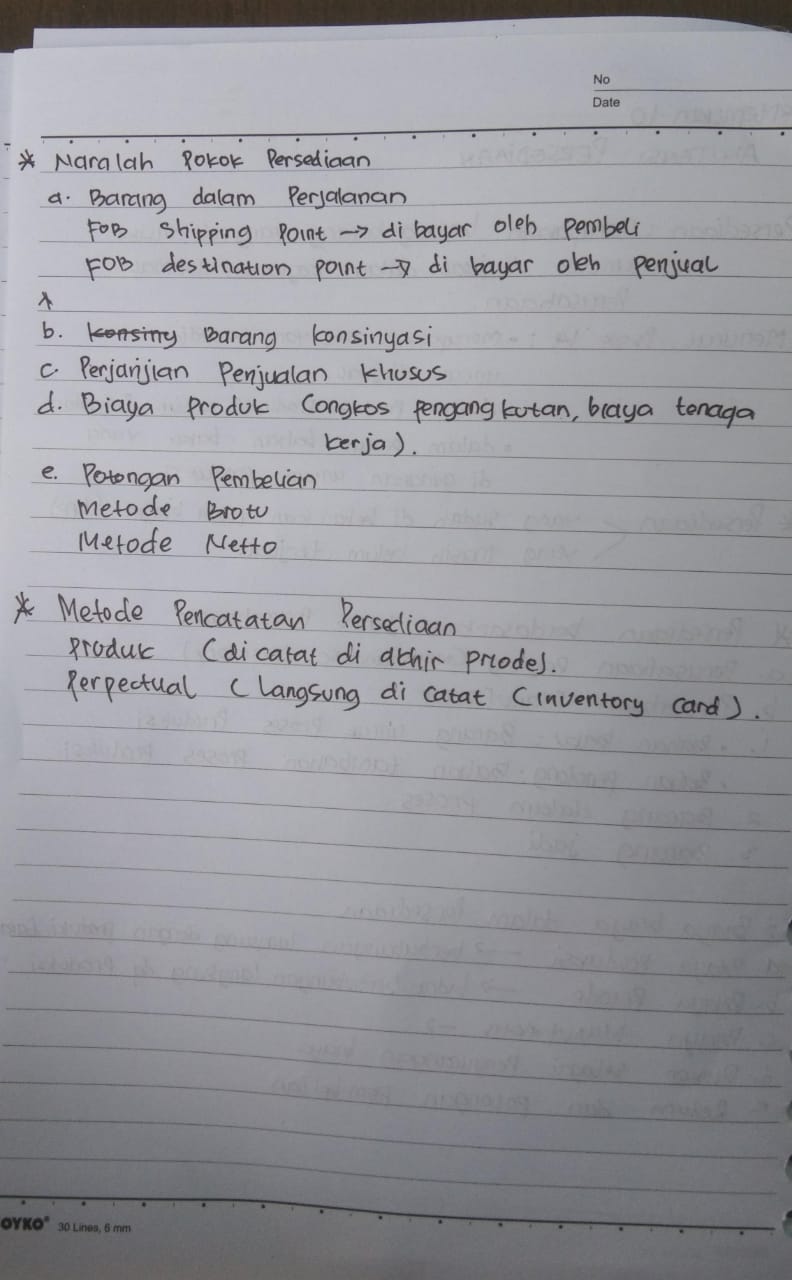 No
Date
* Naralah Pokok Persediaan
a. Barang dalam Perjalanan
FOB Shipping Point → di bayar oleh pembeli
FOB destination point → di bayar oleh penjual
b. konsiny Barang konsinyasi
c. Perjanjian Penjualan khusus
d. Biaya Produk (ongkos pengangkutan, biaya tenaga
kerja).
e. Potongan Pembelian
Metode Brotu
Metode Netto
* Metode Pencatatan Persediaan
Produk (di catat di akhir priode).
Perpectual (Langsung di catat (inventory card).
OYKO 30 Lines, 6 mm